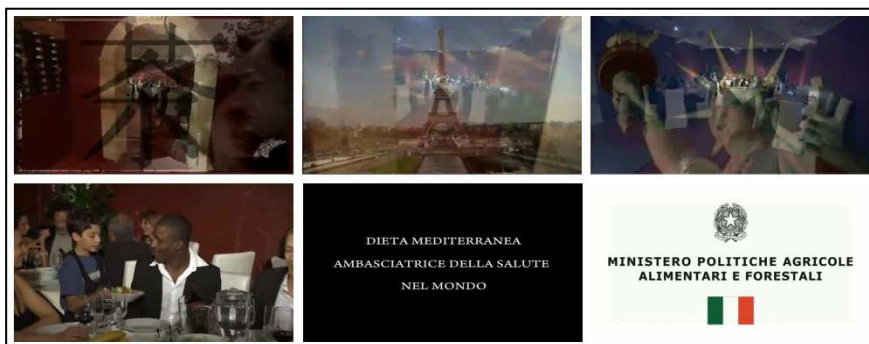 DIETA MEDITERRANEA
AMBASCIATRICE DELLA SALUTE
NEL MONDO
MINISTERO POLITICHE AGRICOLE
ALIMENTARI E FORESTALI